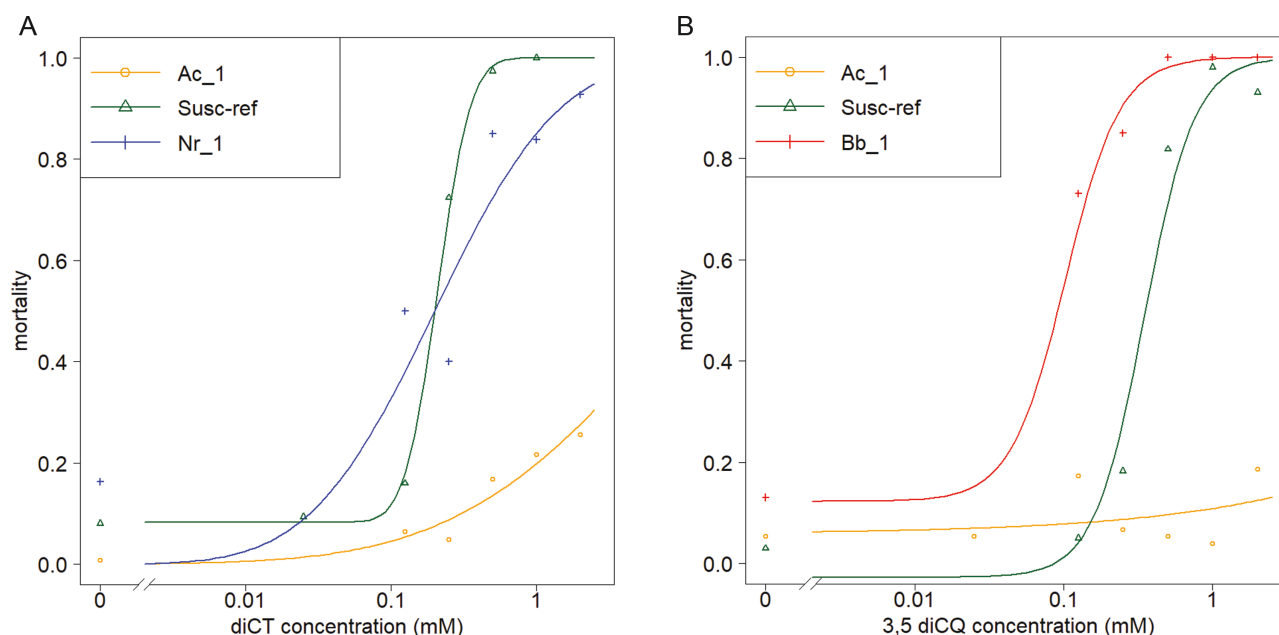 A
Ac_1
Susc-ref
Nr_1
1.0
0.8
0.6
0.4
0.2
0.0
mortality
0 0.01 0.1 1
diCT concentration (mM)
B
Ac_1
Susc-ref
Bb_1
1.0
0.8
0.6
0.4
0.2
0.0
mortality
0 0.01 0.1 1
3,5 diCQ concentration (mM)